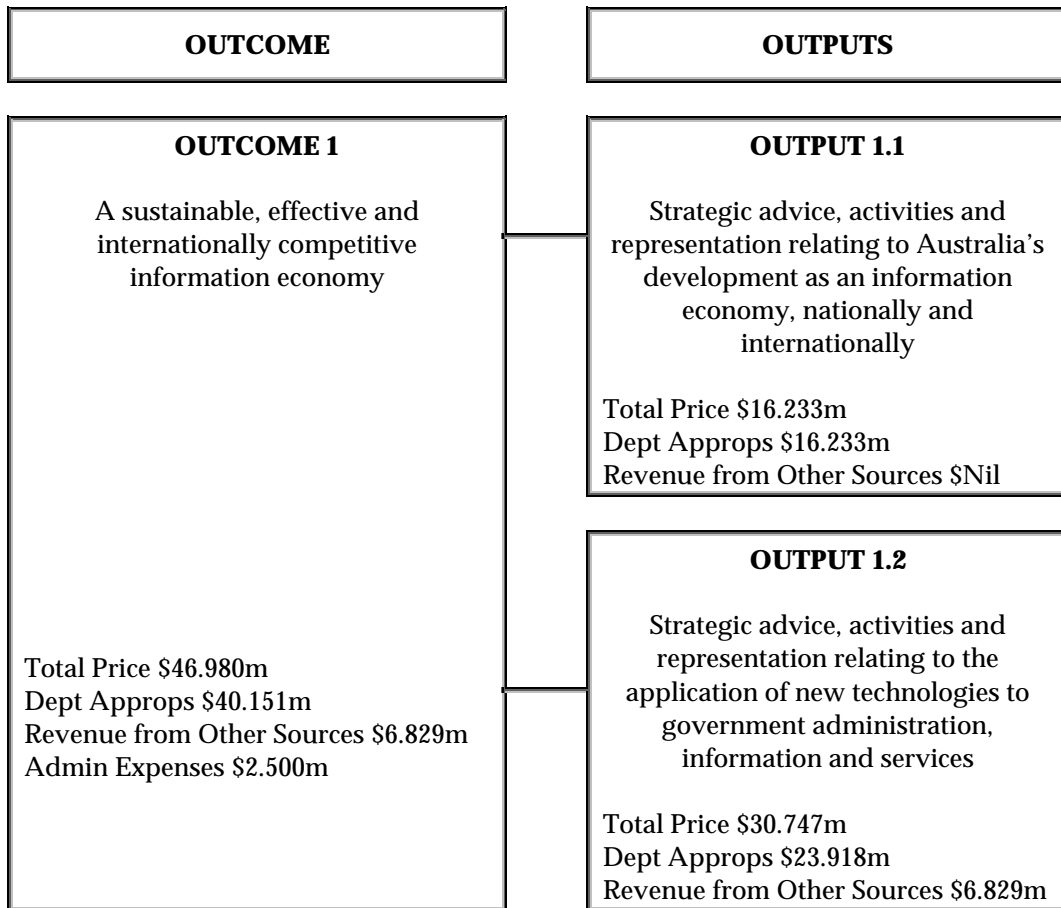 OUTCOME
OUTPUTS
OUTCOME 1
A sustainable, effective and
internationally competitive
information economy
Total Price $46.980m
Dept Approps $40.151m
Revenue from Other Sources $6.829m
Admin Expenses $2.500m
OUTPUT 1.1
Strategic advice, activities and
representation relating to Australia’s
development as an information
economy, nationally and
internationally
Total Price $16.233m
Dept Approps $16.233m
Revenue from Other Sources $Nil
OUTPUT 1.2
Strategic advice, activities and
representation relating to the
application of new technologies to
government administration,
information and services
Total Price $30.747m
Dept Approps $23.918m
Revenue from Other Sources $6.829m